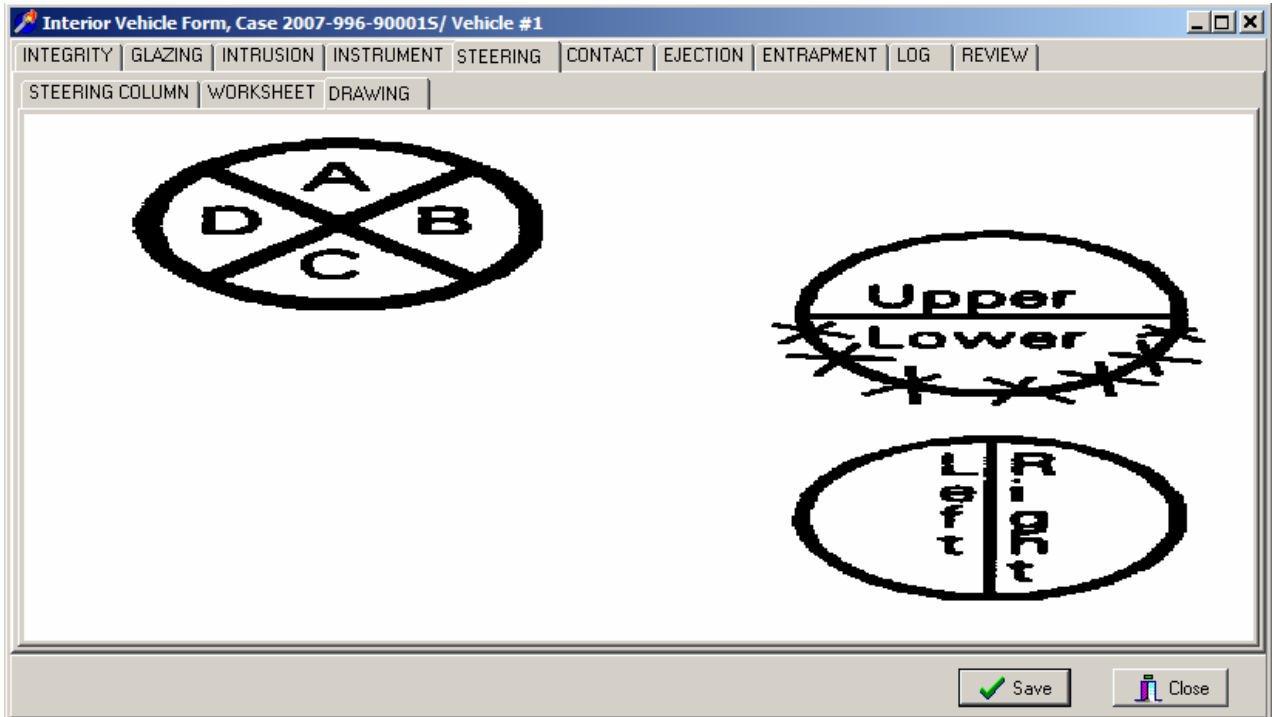 Interior Vehicle Form, Case 2007-996-90001S/ Vehicle #1
INTEGRITY GLAZING INTRUSION INSTRUMENT STEERING CONTACT EJECTION ENTRAPMENT LOG REVIEW
STEERING COLUMN WORKSHEET DRAWING
A
D B
C
Upper
Lower
Left Right
Save Close